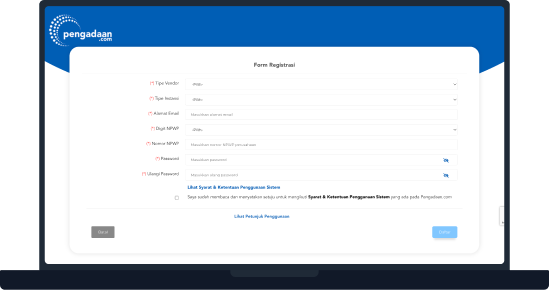 pengadaan
.com
Form Registrasi
(*) Tipe Vendor
-Pilih-
(*) Tipe Instansi
-Pilih-
(*) Alamat Email
Masukkan alamat email
(*) Digit NPWP
-Pilih-
(*) Nomor NPWP
Masukkan nomor NPWP perusahaan
(*) Password
Masukkan password
(*) Ulangi Password
Masukkan ulang password
Lihat Syarat & Ketentuan Penggunaan Sistem
Saya sudah membaca dan menyatakan setuju untuk mengikuti Syarat & Ketentuan Penggunaan Sistem yang ada pada Pengadaan.com
Lihat Petunjuk Penggunaan
Daftar